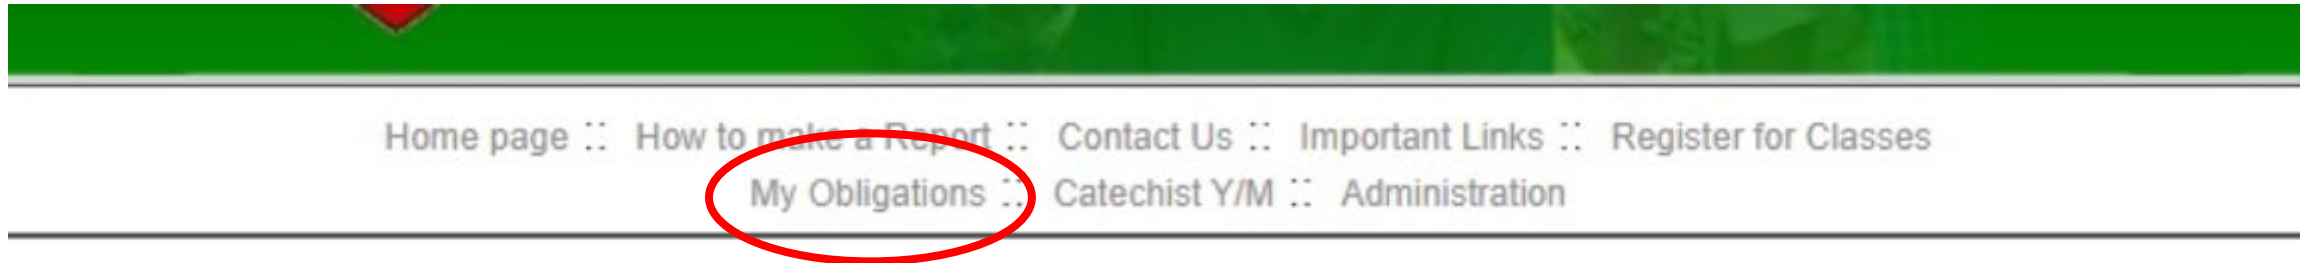 Home page :: How to make a Report :: Contact Us :: Important Links :: Register for Classes
My Obligations :: Catechist Y/M :: Administration